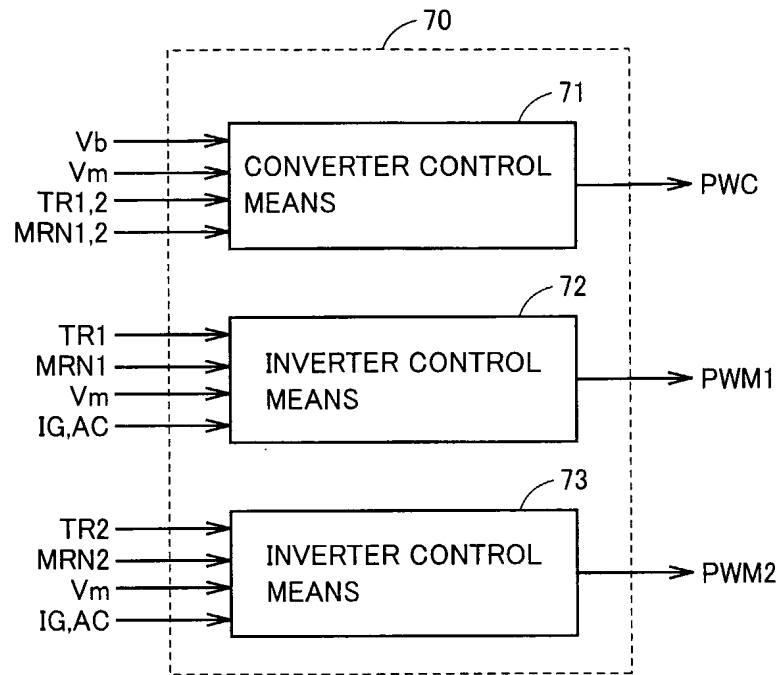 70
71
Vb
Vm
TR1,2
MRN1,2
CONVERTER CONTROL
MEANS
PWC
72
TR1
MRN1
Vm
IG,AC
INVERTER CONTROL
MEANS
PWM1
73
TR2
MRN2
Vm
IG,AC
INVERTER CONTROL
MEANS
PWM2